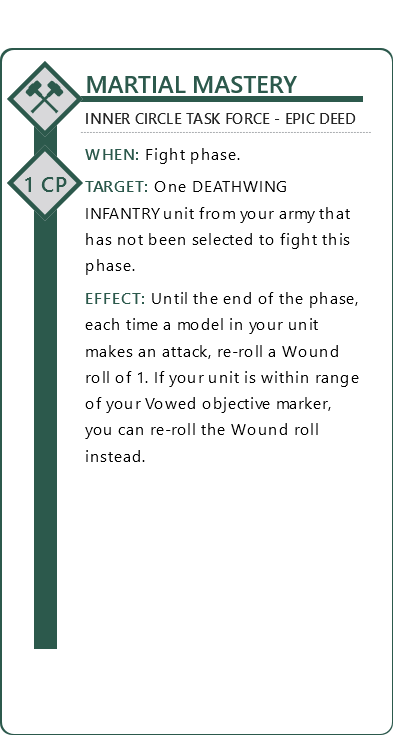 MARTIAL MASTERY
INNER CIRCLE TASK FORCE - EPIC DEED
WHEN: Fight phase.
1 CP
TARGET: One DEATHWING
INFANTRY unit from your army that
has not been selected to fight this
phase.
EFFECT: Until the end of the phase,
each time a model in your unit
makes an attack, re-roll a Wound
roll of 1. If your unit is within range
of your Vowed objective marker,
you can re-roll the Wound roll
instead.